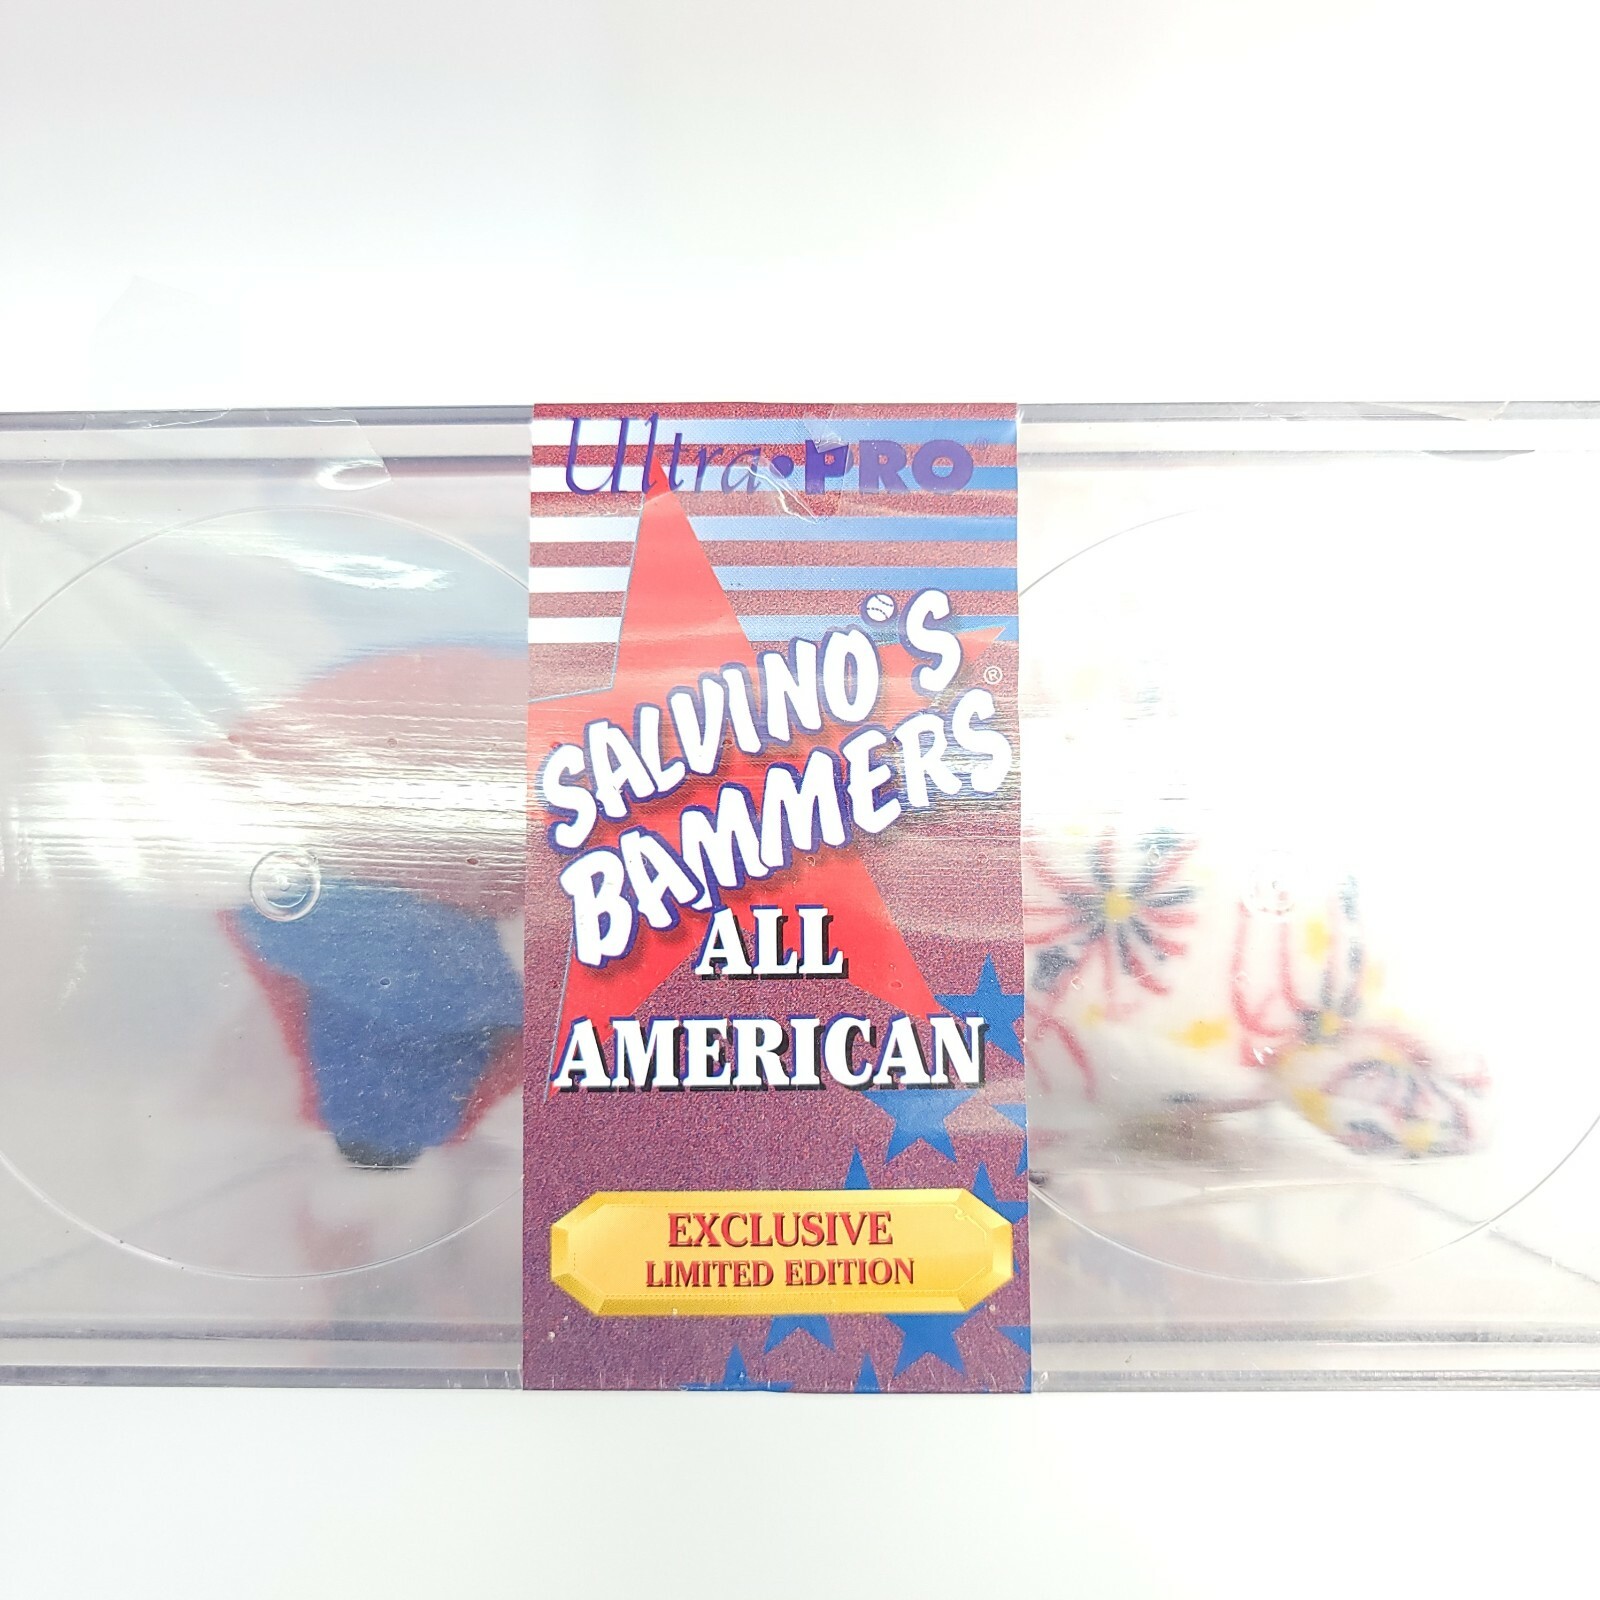 Ultra•PRO®
SALVINO'S
BAMMERS®
ALL
AMERICAN
EXCLUSIVE
LIMITED EDITION